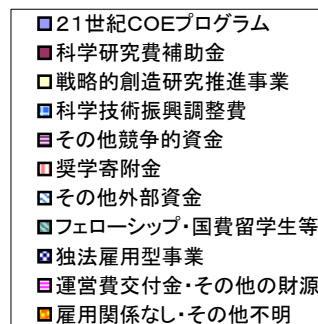 21世紀COEプログラム
科学研究費補助金
戦略的創造研究推進事業
科学技術振興調整費
その他競争的資金
奨学寄附金
その他外部資金
フェローシップ・国費留学生等
独法雇用型事業
運営費交付金・その他の財源
雇用関係なし・その他不明